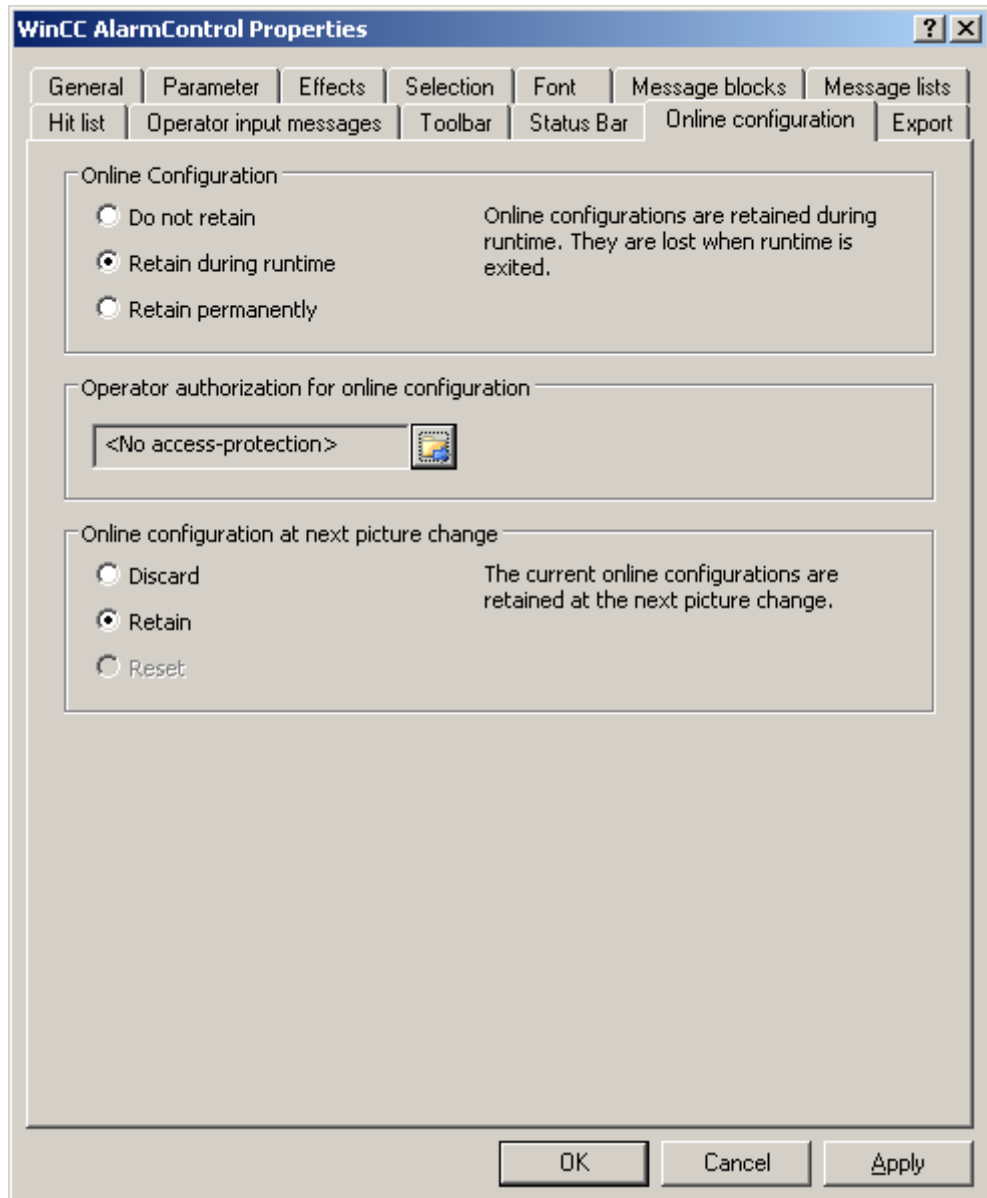 WinCC AlarmControl Properties
General Parameter Effects Selection Font Message blocks Message lists
Hit list Operator input messages Toolbar Status Bar Online configuration Export
Online Configuration
Do not retain
Retain during runtime
Retain permanently
Online configurations are retained during
runtime. They are lost when runtime is
exited.
Operator authorization for online configuration
<No access-protection>
Online configuration at next picture change
Discard
Retain
Reset
The current online configurations are
retained at the next picture change.
OK Cancel Apply